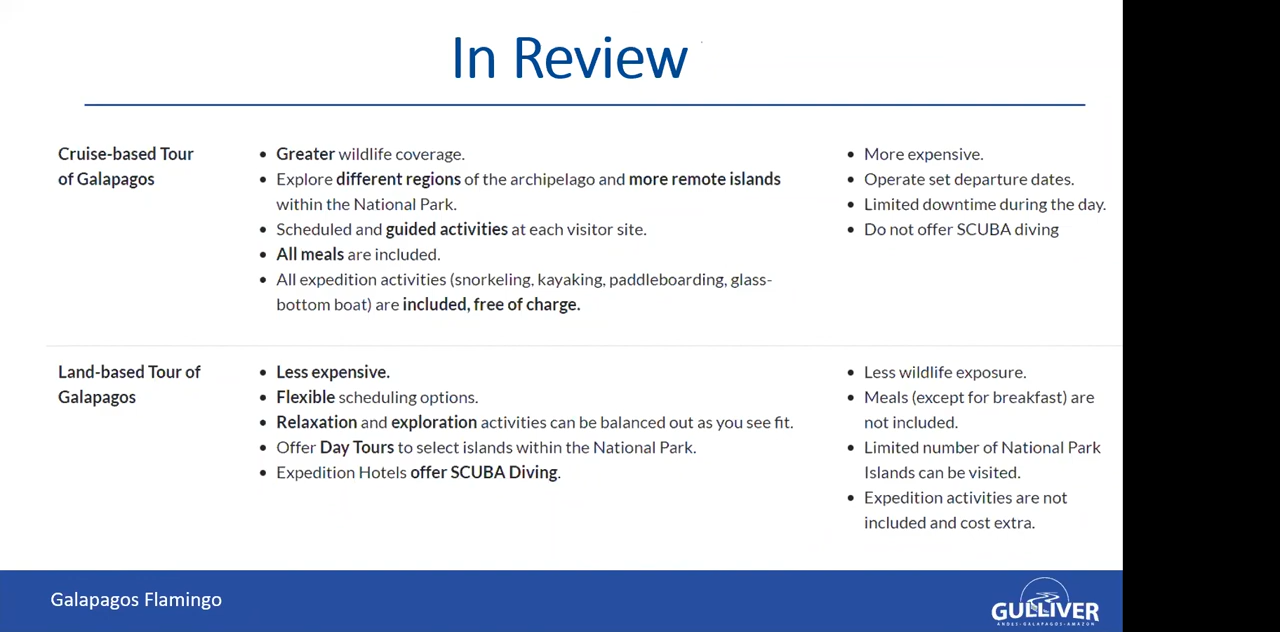 In Review
Cruise-based Tour
of Galapagos
• Greater wildlife coverage.
• Explore different regions of the archipelago and more remote islands
within the National Park.
• Scheduled and guided activities at each visitor site.
• All meals are included.
• All expedition activities (snorkeling, kayaking, paddleboarding, glass-
bottom boat) are included, free of charge.
• More expensive.
• Operate set departure dates.
• Limited downtime during the day.
• Do not offer SCUBA diving
Land-based Tour of
Galapagos
• Less expensive.
• Flexible scheduling options.
• Relaxation and exploration activities can be balanced out as you see fit.
• Offer Day Tours to select islands within the National Park.
• Expedition Hotels offer SCUBA Diving.
• Less wildlife exposure.
• Meals (except for breakfast) are
not included.
• Limited number of National Park
Islands can be visited.
• Expedition activities are not
included and cost extra.
Galapagos Flamingo
GULLIVER
ANDES-GALAPAGOS-AMAZON